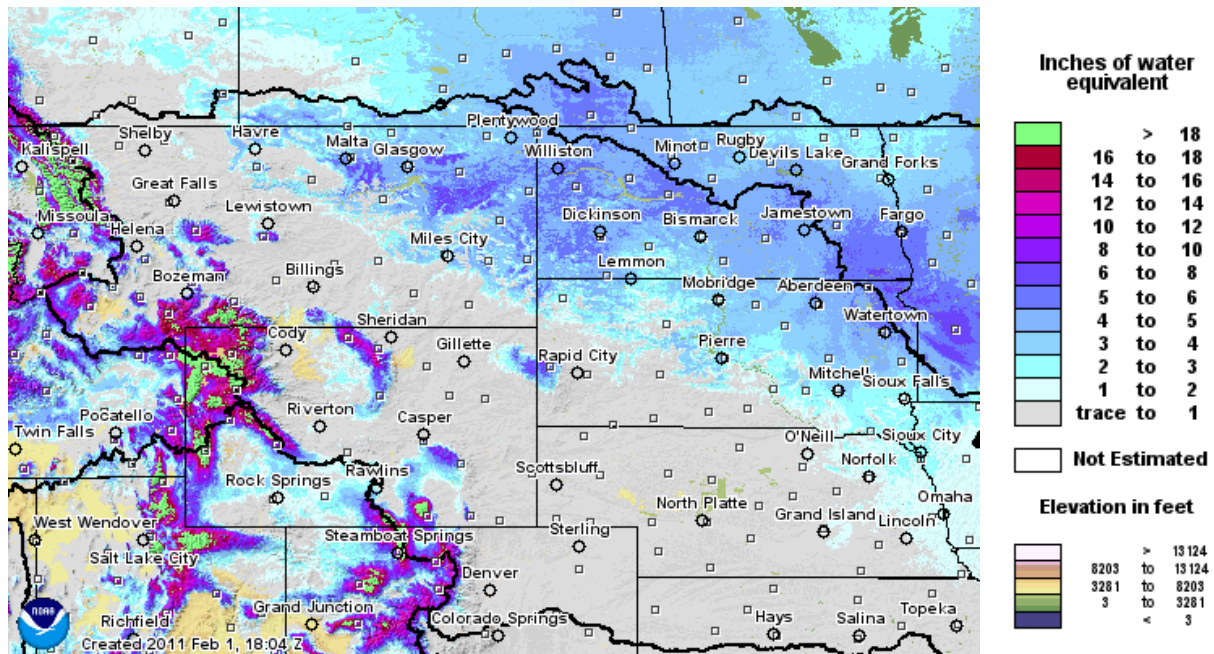 Plentywood
Shelby
Havre
Malta
Glasgow
Williston
Minot
Rugby
Devils Lake
Grand Forks
Kalispell
Great Falls
Lewistown
Missoula
Helena
Dickinson
Bismarck
Jamestown
Fargo
Miles City
Bozeman
Billings
Lemmon
Mobridge
Aberdeen
Cody
Sheridan
Gillette
Rapid City
Pierre
Watertown
Mitchell
Sioux Falls
Pocatello
Twin Falls
Riverton
Casper
O'Neill
Sioux City
Rock Springs
Rawlins
Scottsbluff
Norfolk
North Platte
Grand Island
Omaha
Lincoln
West Wendover
Salt Lake City
Steamboat Springs
Sterling
Denver
Grand Junction
Colorado Springs
Hays
Salina
Topeka
Richfield
NOAA
Created 2011 Feb 1, 18:04 Z
Inches of water
equivalent
> 18
16 to 18
14 to 16
12 to 14
10 to 12
8 to 10
6 to 8
5 to 6
4 to 5
3 to 4
2 to 3
1 to 2
trace to 1
Not Estimated
Elevation in feet
> 13124
8203 to 13124
3281 to 8203
3 to 3281
< 3